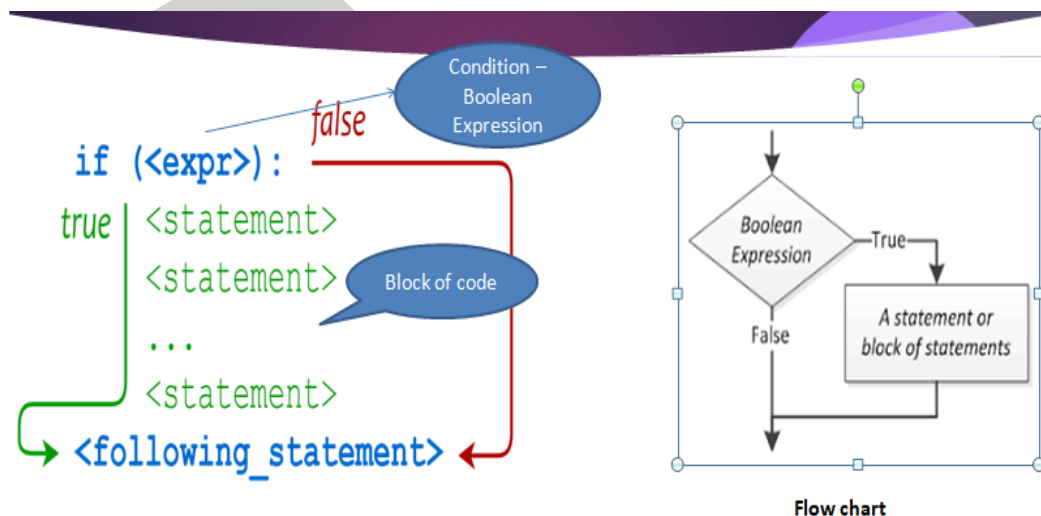 Condition –
Boolean
Expression
false
if (<expr>):
true
<statement>
<statement>
Block of code
...
<statement>
<following_statement>
Boolean
Expression
True
False
A statement or
block of statements
Flow chart